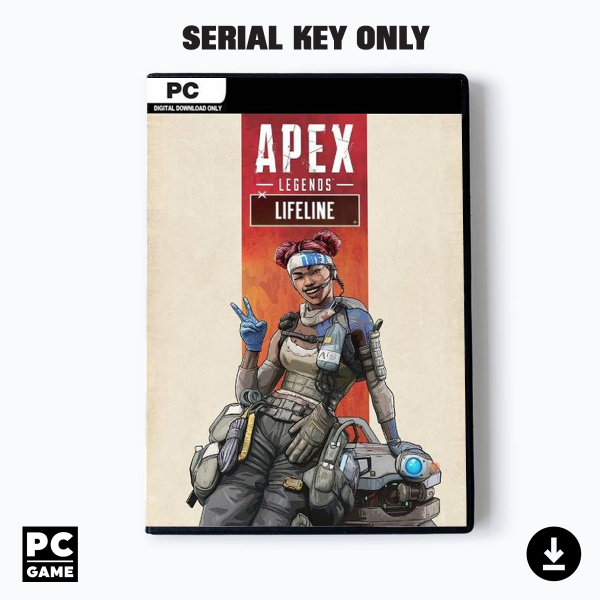 SERIAL KEY ONLY
PC
DIGITAL DOWNLOAD ONLY
APEX
LEGENDS
LIFELINE
PC
GAME